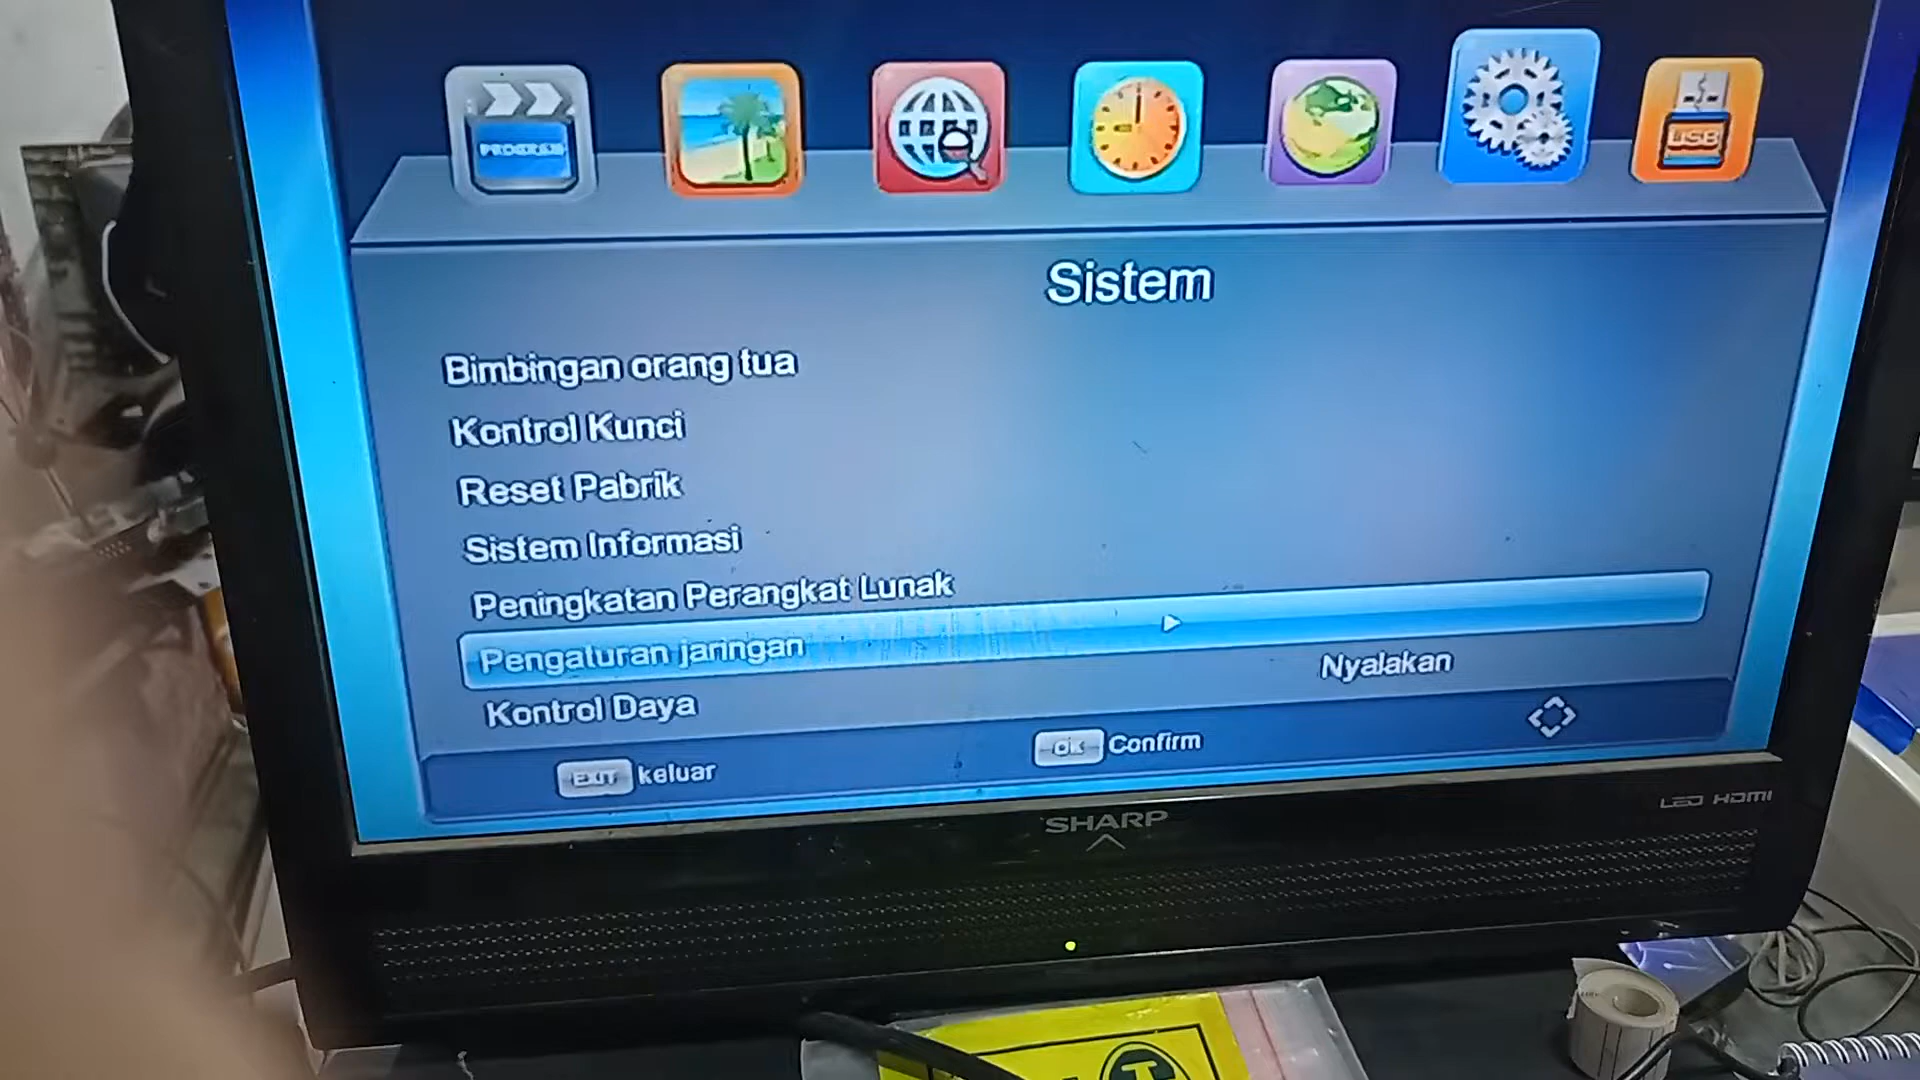 PROGRAM
USB
Sistem
Bimbingan orang tua
Kontrol Kunci
Reset Pabrik
Sistem Informasi
Peningkatan Perangkat Lunak
Pengaturan jaringan
Kontrol Daya Nyalakan
EXIT keluar OK Confirm
SHARP
LED HDMI